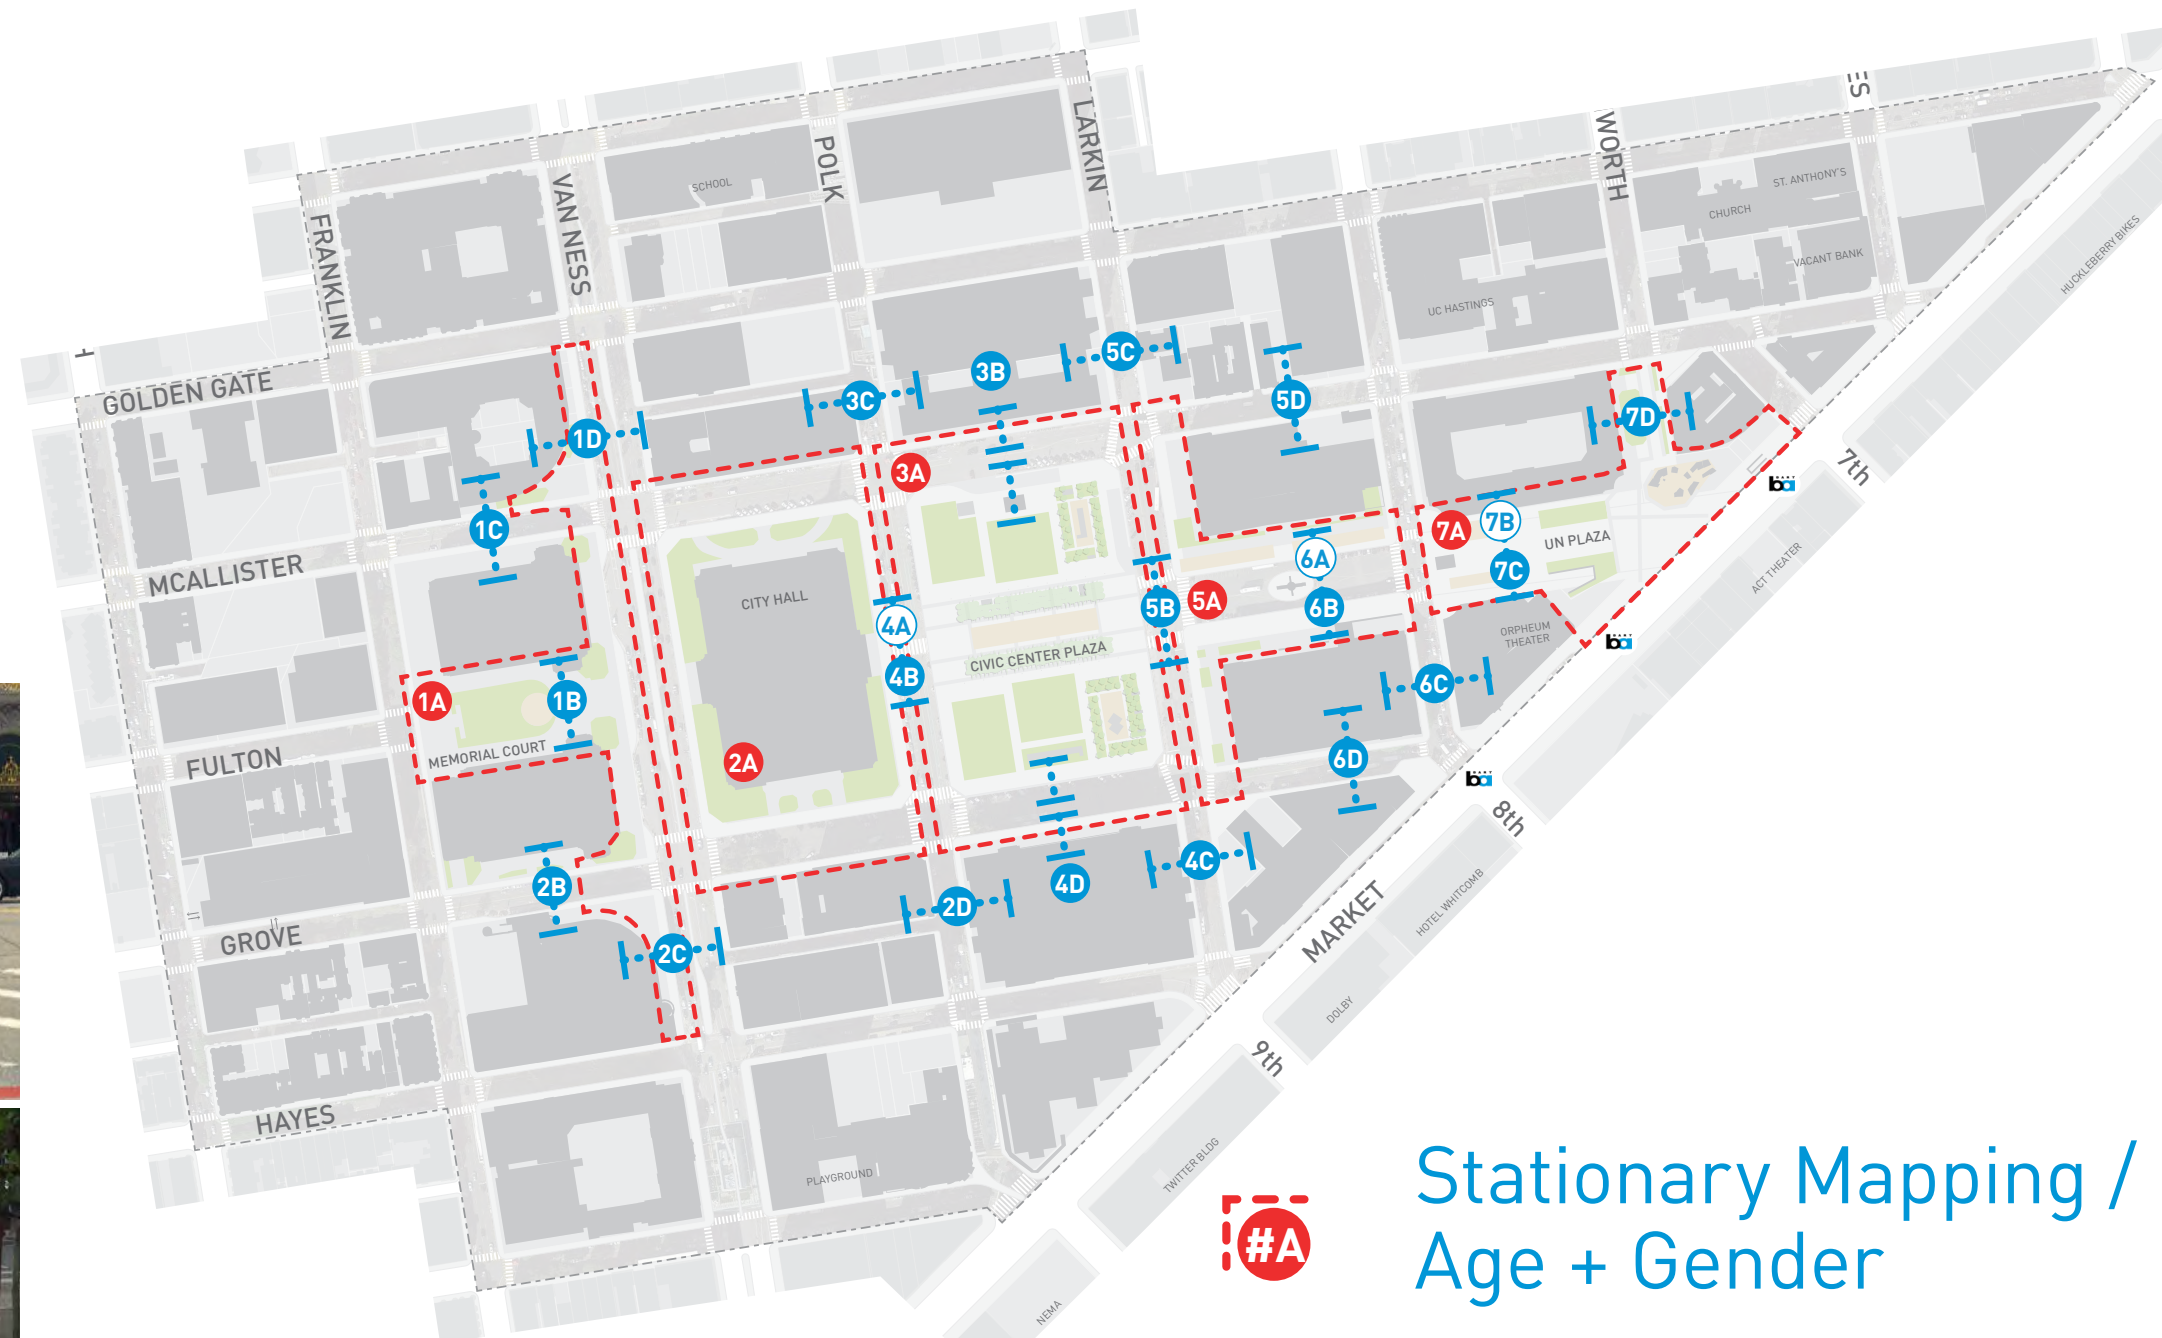 ES
LARKIN
WORTH
POLK
SCHOOL
VAN NESS
ST. ANTHONY'S
CHURCH
VACANT BANK
HUCKLEBERRY BIKES
FRANKLIN
UC HASTINGS
H
GOLDEN GATE
5C
3B
3C
5D
7D
1D
3A
7th
ba
1C
7A
7B
UN PLAZA
6A
7C
ACT THEATER
MCALLISTER
CITY HALL
5B
5A
6B
4A
ORPHEUM
THEATER
ba
CIVIC CENTER PLAZA
4B
6C
1A
1B
MEMORIAL COURT
FULTON
2A
6D
ba
8th
4C
2B
4D
2D
HOTEL WHITCOMB
MARKET
GROVE
2C
DOLBY
9th
HAYES
PLAYGROUND
TWITTER BLDG
NEMA
#A
Stationary Mapping /
Age + Gender